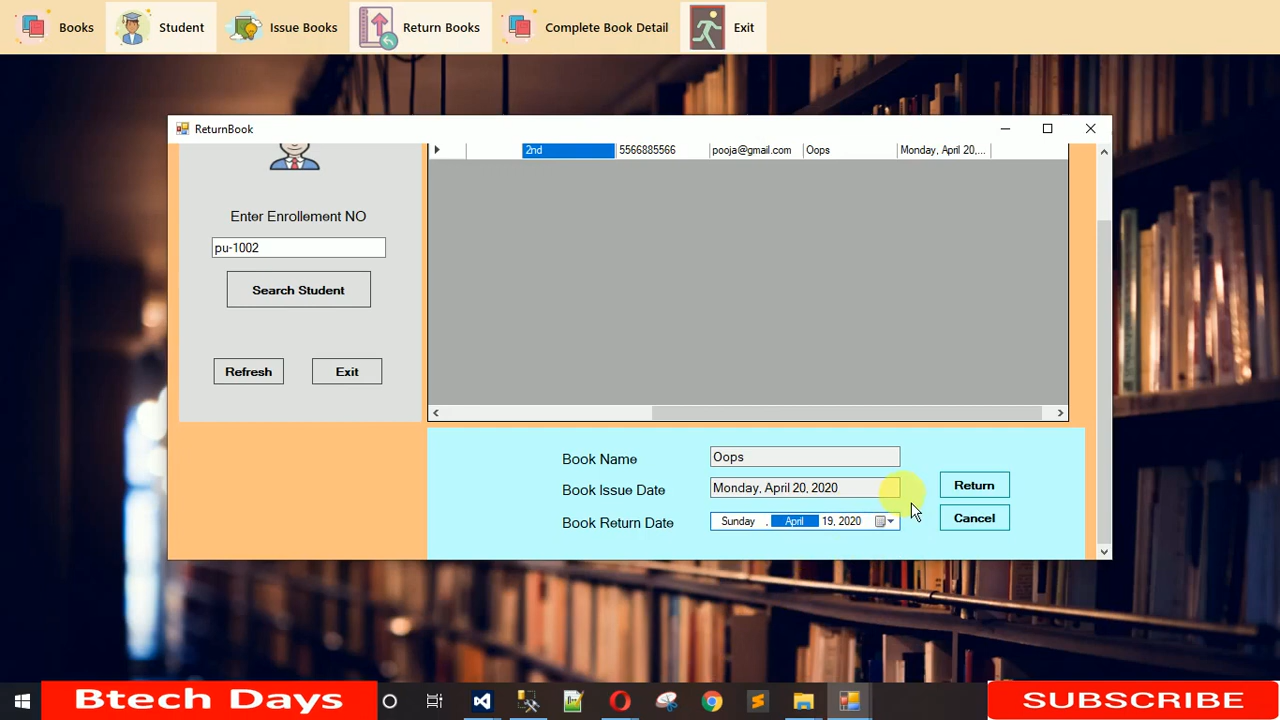 Books Student Issue Books Return Books Complete Book Detail Exit
ReturnBook
2nd 5566885566 pooja@gmail.com Oops Monday, April 20,...
Enter Enrollement NO
pu-1002
Search Student
Refresh Exit
Book Name Oops
Book Issue Date Monday, April 20, 2020
Return
Book Return Date Sunday , April 19, 2020
Cancel
Btech Days
SUBSCRIBE